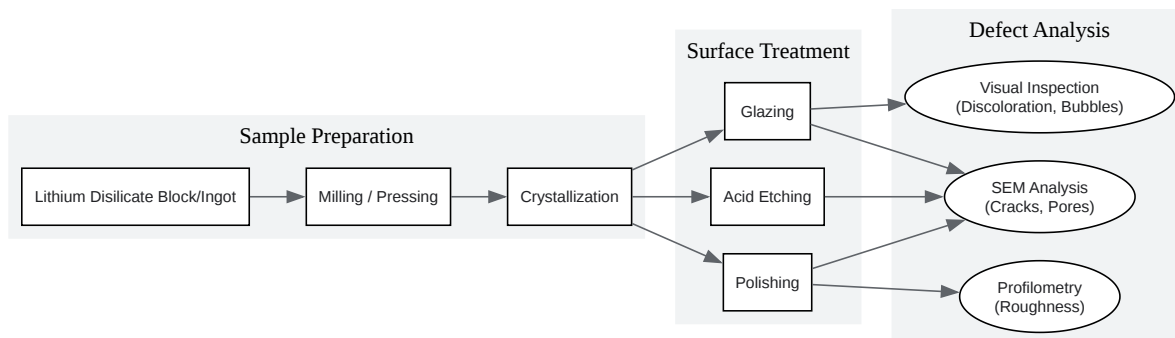 Sample Preparation
Lithium Disilicate Block/Ingot
Milling / Pressing
Crystallization
Surface Treatment
Glazing
Acid Etching
Polishing
Defect Analysis
Visual Inspection
(Discoloration, Bubbles)
SEM Analysis
(Cracks, Pores)
Profilometry
(Roughness)